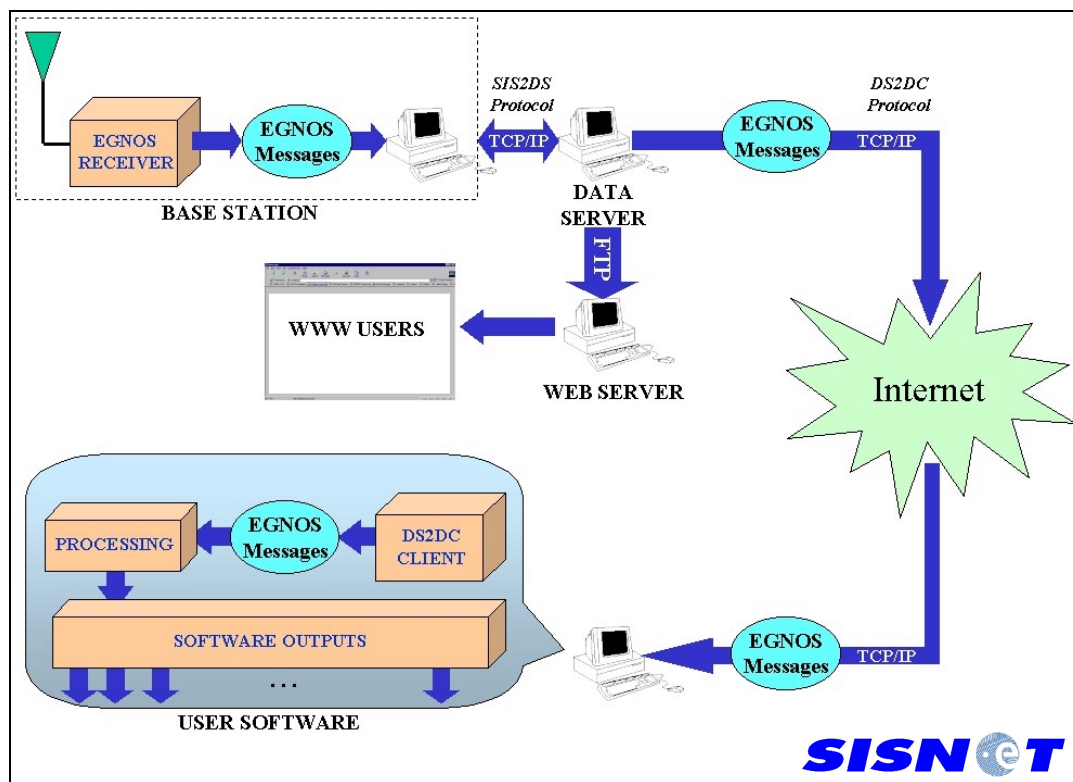 SIS2DS
Protocol
DS2DC
Protocol
EGNOS
RECEIVER
EGNOS
Messages
TCP/IP
EGNOS
Messages
TCP/IP
BASE STATION
DATA
SERVER
FTP
WWW USERS
WEB SERVER
Internet
PROCESSING
EGNOS
Messages
DS2DC
CLIENT
SOFTWARE OUTPUTS
...
USER SOFTWARE
EGNOS
Messages
TCP/IP
SISNeT